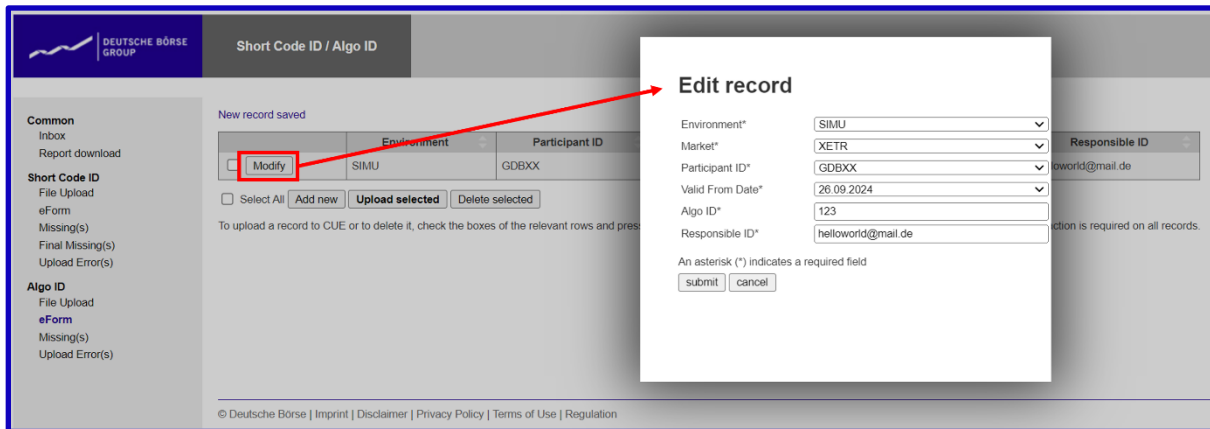 DEUTSCHE BÖRSE
GROUP
Short Code ID / Algo ID
Common
Inbox
Report download
Short Code ID
File Upload
eForm
Missing(s)
Final Missing(s)
Upload Error(s)
Algo ID
File Upload
eForm
Missing(s)
Upload Error(s)
New record saved
Environment Participant ID Responsible ID
Modify SIMU GDBXX loworld@mail.de
Select All Add new Upload selected Delete selected
To upload a record to CUE or to delete it, check the boxes of the relevant rows and pres ction is required on all records.
Edit record
Environment* SIMU
Market* XETR
Participant ID* GDBXX
Valid From Date* 26.09.2024
Algo ID* 123
Responsible ID* helloworld@mail.de
An asterisk (*) indicates a required field
submit cancel
© Deutsche Börse | Imprint | Disclaimer | Privacy Policy | Terms of Use | Regulation